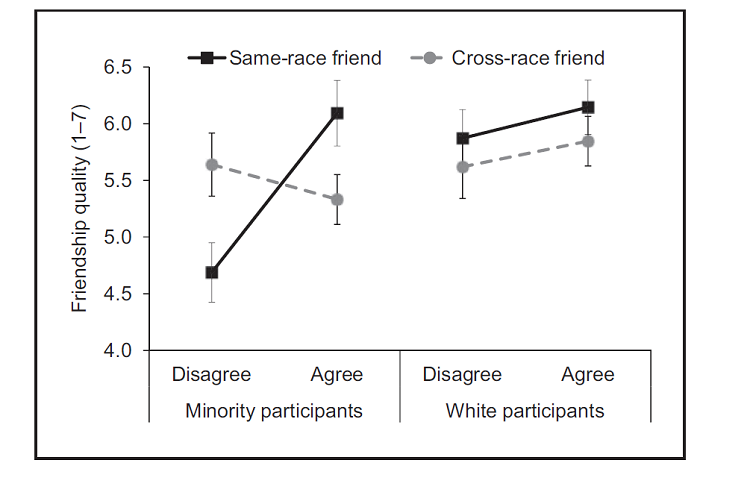 Same-race friend Cross-race friend
Friendship quality (1–7)
6.5
6.0
5.5
5.0
4.5
4.0
Disagree Agree Disagree Agree
Minority participants White participants